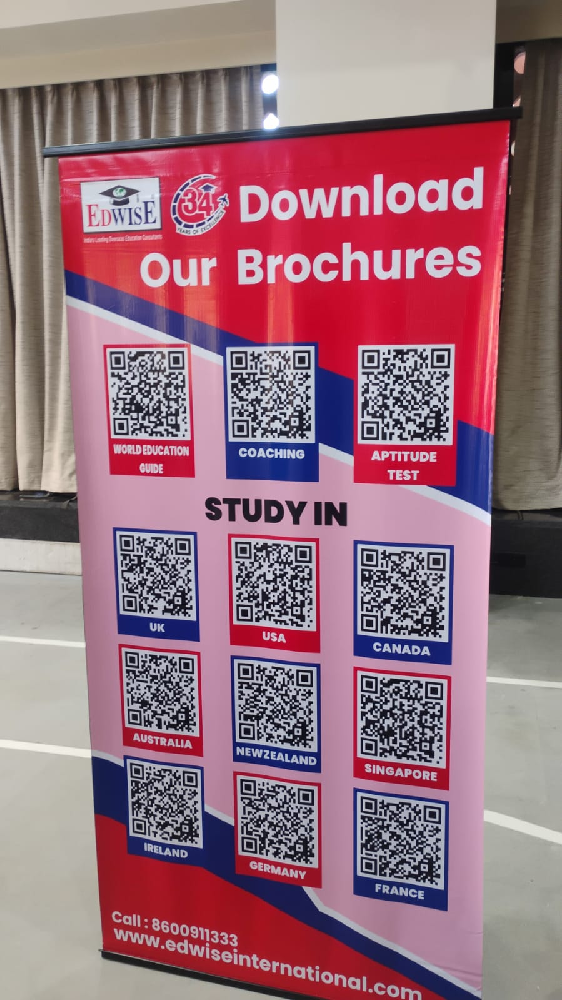 EDWISE
India's Leading Overseas Education Consultants
34
YEARS OF EXCELLENCE
Download
Our Brochures
WORLD EDUCATION
GUIDE
COACHING
APTITUDE
TEST
STUDY IN
UK
USA
CANADA
AUSTRALIA
NEWZEALAND
SINGAPORE
IRELAND
GERMANY
FRANCE
Call : 8600911333
www.edwiseinternational.com